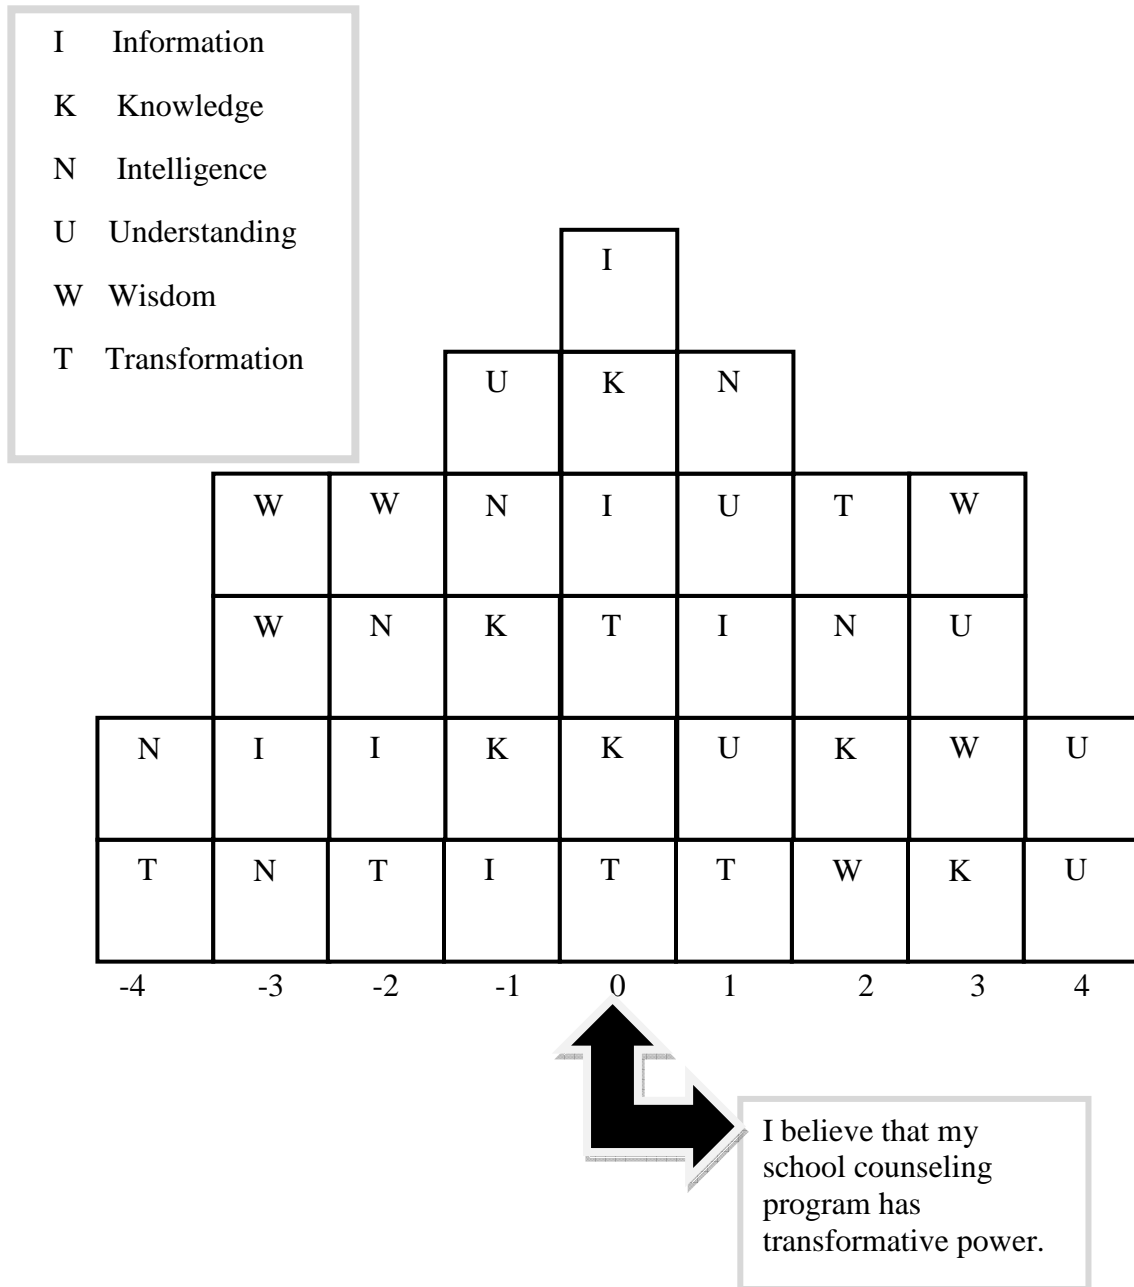 I Information
K Knowledge
N Intelligence
U Understanding
W Wisdom
T Transformation
I
U K N
W W N I U T W
W N K T I N U
N I I K K U K W U
T N T I T T W K U
-4 -3 -2 -1 0 1 2 3 4
I believe that my
school counseling
program has
transformative power.